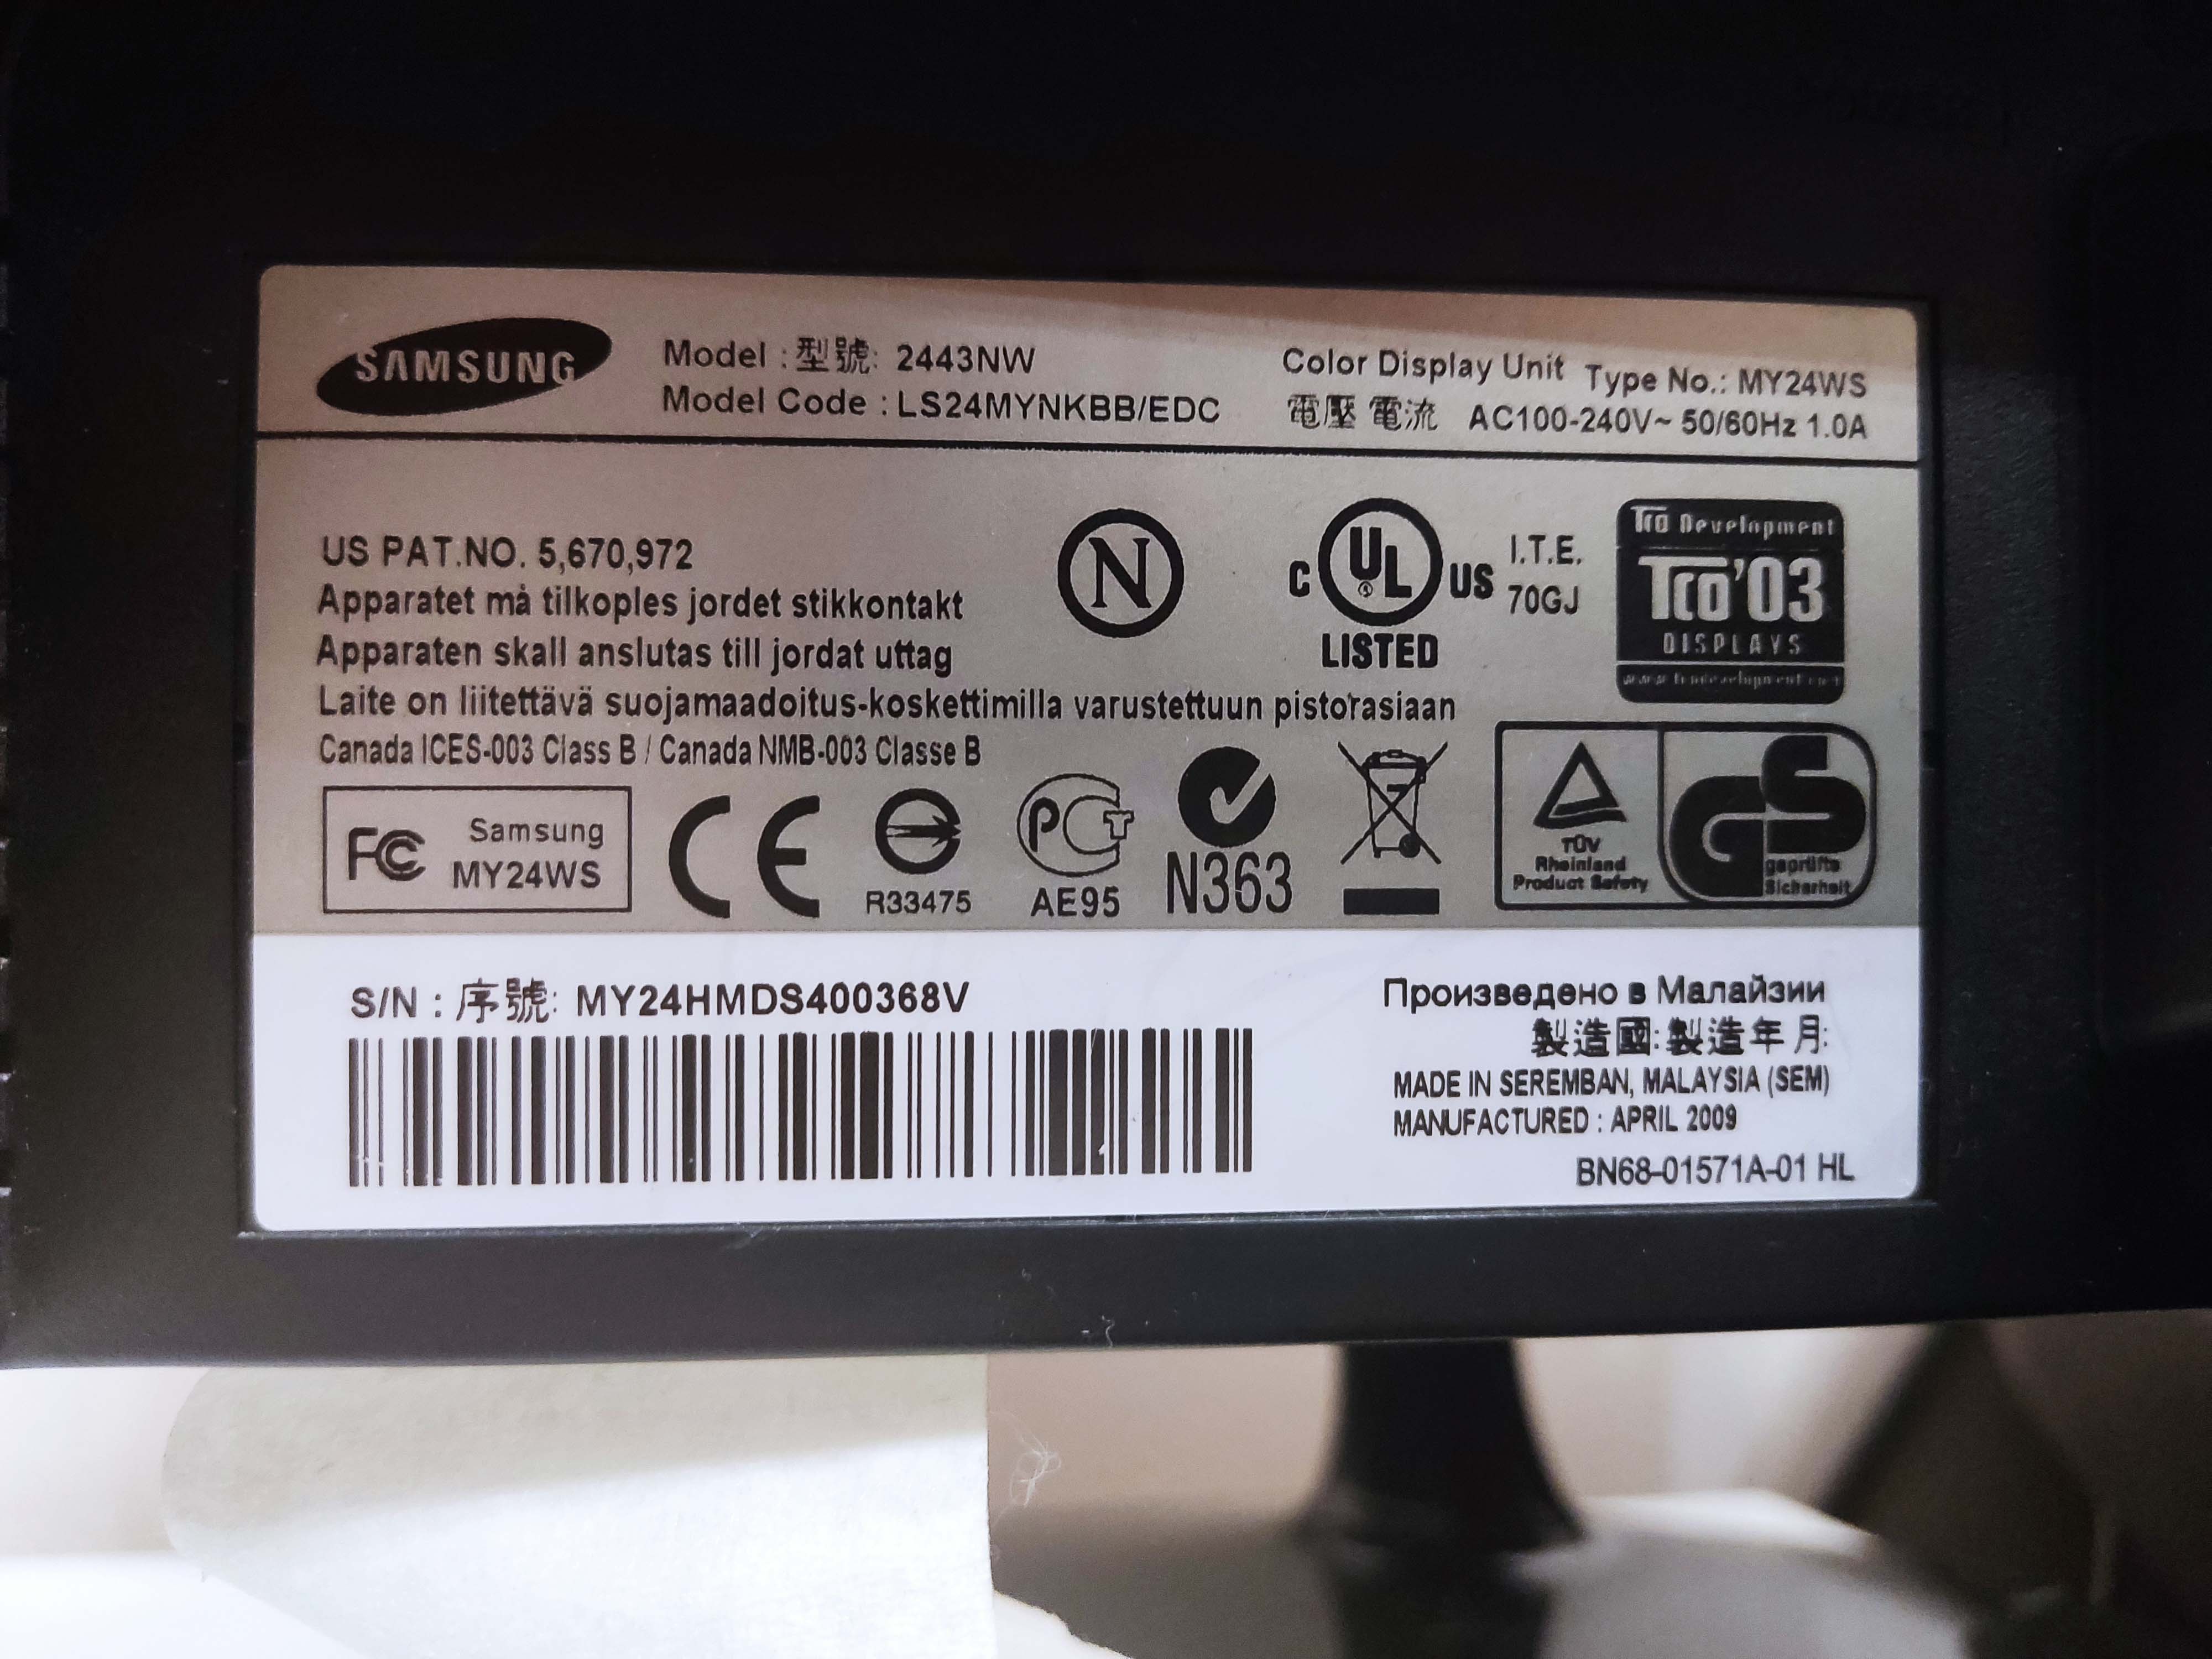 SAMSUNG
Model : 型號: 2443NW
Model Code : LS24MYNKBB/EDC
Color Display Unit Type No.: MY24WS
電壓 電流 AC100-240V~ 50/60Hz 1.0A
US PAT.NO. 5,670,972
Apparatet må tilkoples jordet stikkontakt
Apparaten skall anslutas till jordat uttag
Laite on liitettävä suojamaadoitus-koskettimilla varustettuun pistorasiaan
Canada ICES-003 Class B / Canada NMB-003 Classe B
N
C UL US
LISTED
I.T.E.
70GJ
TCO Development
TCO'03
DISPLAYS
www.tcodevelopment.com
FC Samsung
MY24WS
CE
R33475
PCT
AE95
N363
TÜV
Rheinland
Product Safety
GS
geprüfte
Sicherheit
S/N : 序號: MY24HMDS400368V
Произведено в Малайзии
製造國: 製造年月:
MADE IN SEREMBAN, MALAYSIA (SEM)
MANUFACTURED : APRIL 2009
BN68-01571A-01 HL